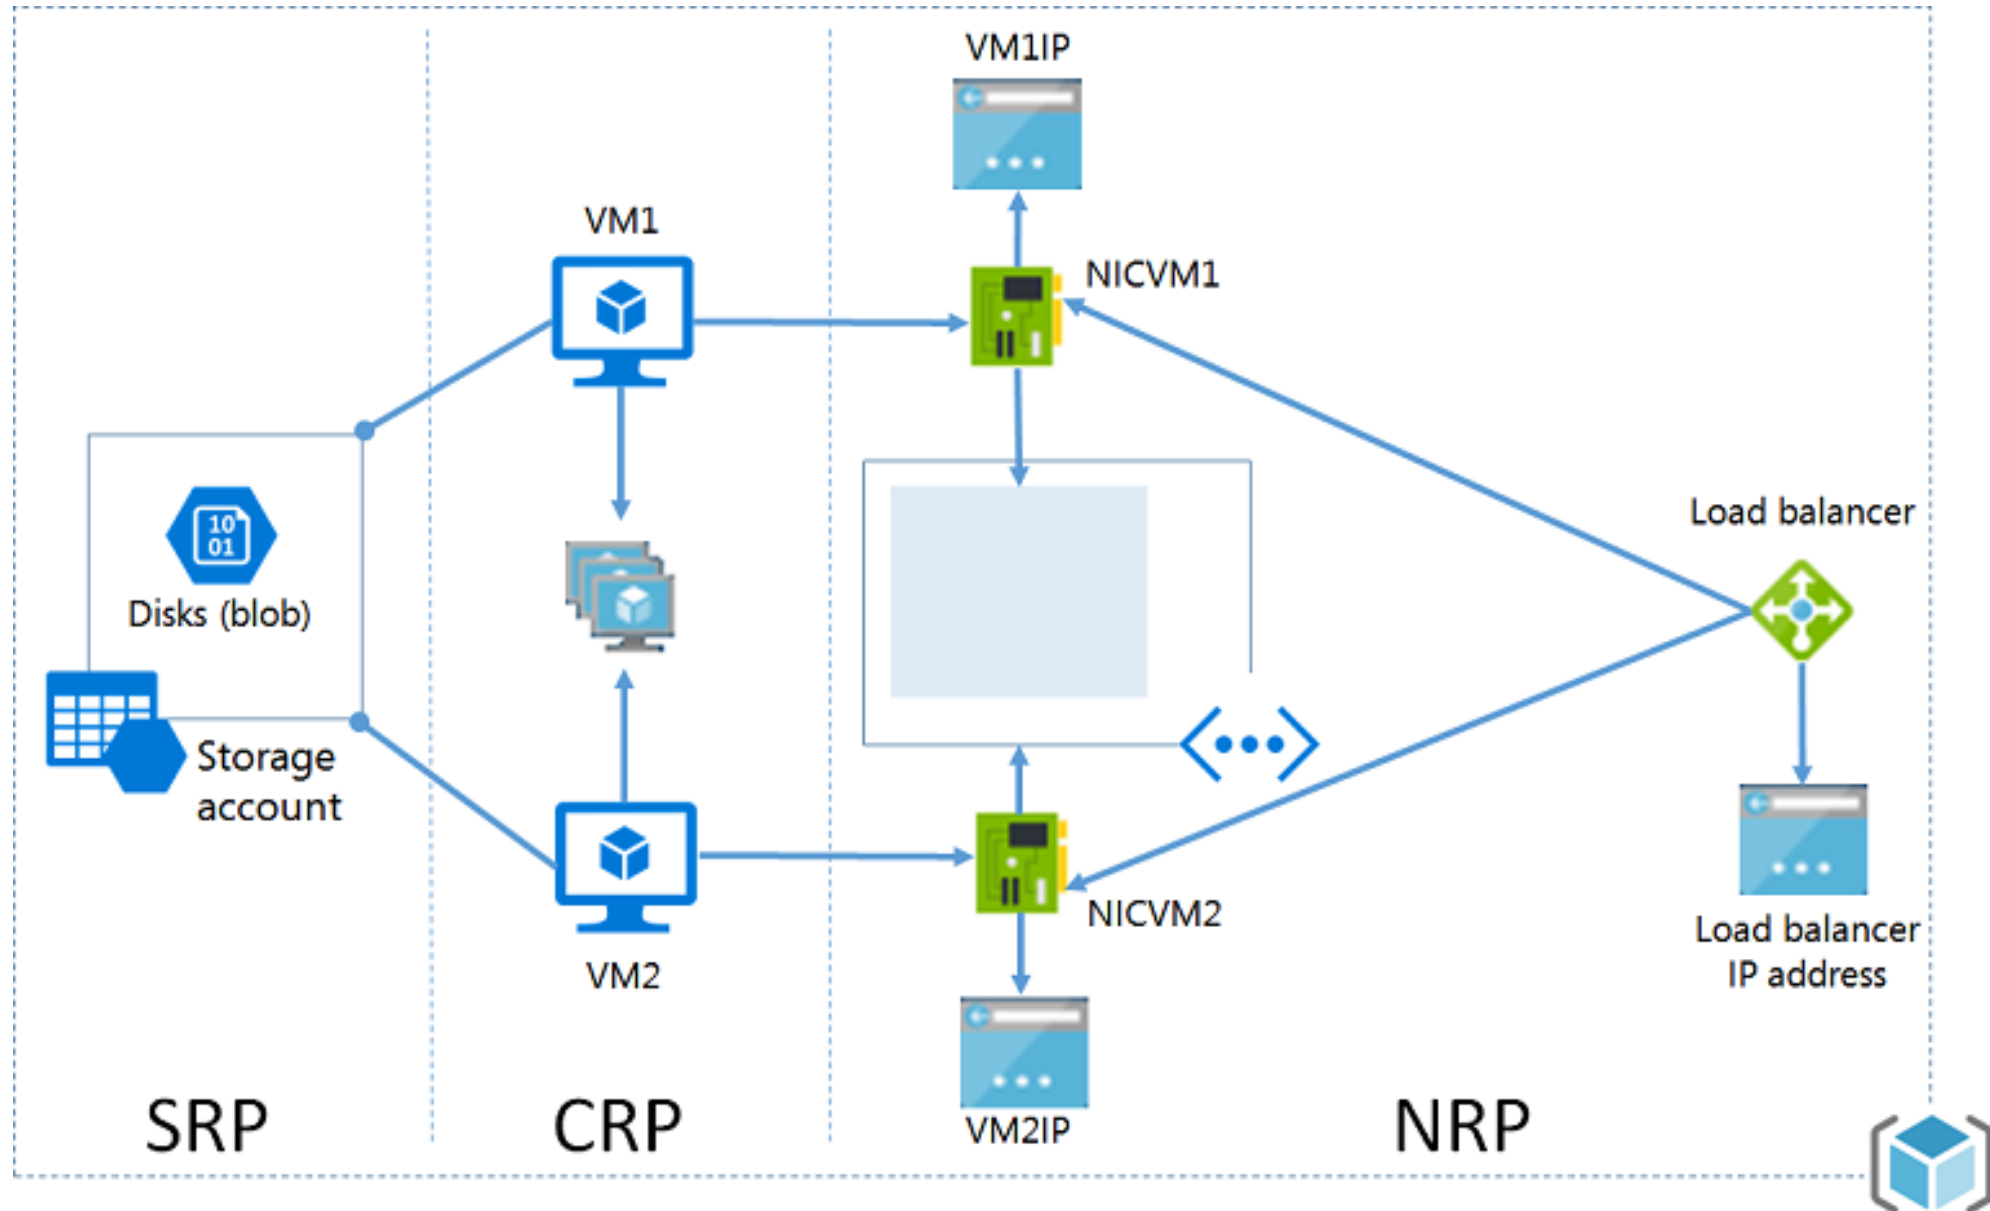 VM1IP
VM1
NICVM1
Load balancer
10
01
Disks (blob)
Storage
account
NICVM2
Load balancer
IP address
VM2
VM2IP
SRP
CRP
NRP